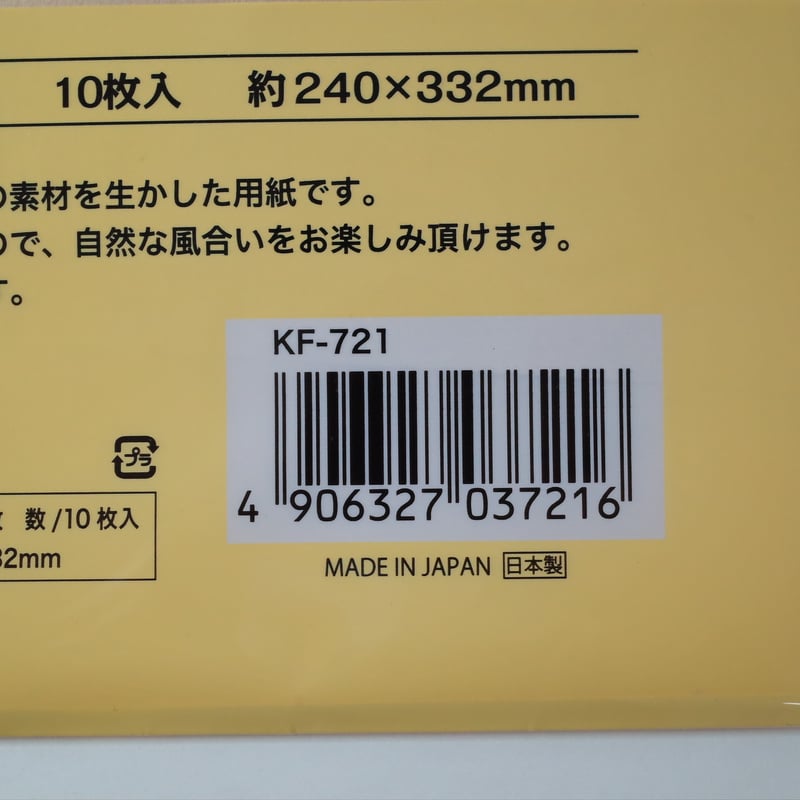 10枚入 約240×332mm
の素材を生かした用紙です。
ので、自然な風合いをお楽しみ頂けます。
す。
KF-721
プラ
4 906327 037216
数/10枚入
32mm
MADE IN JAPAN 日本製